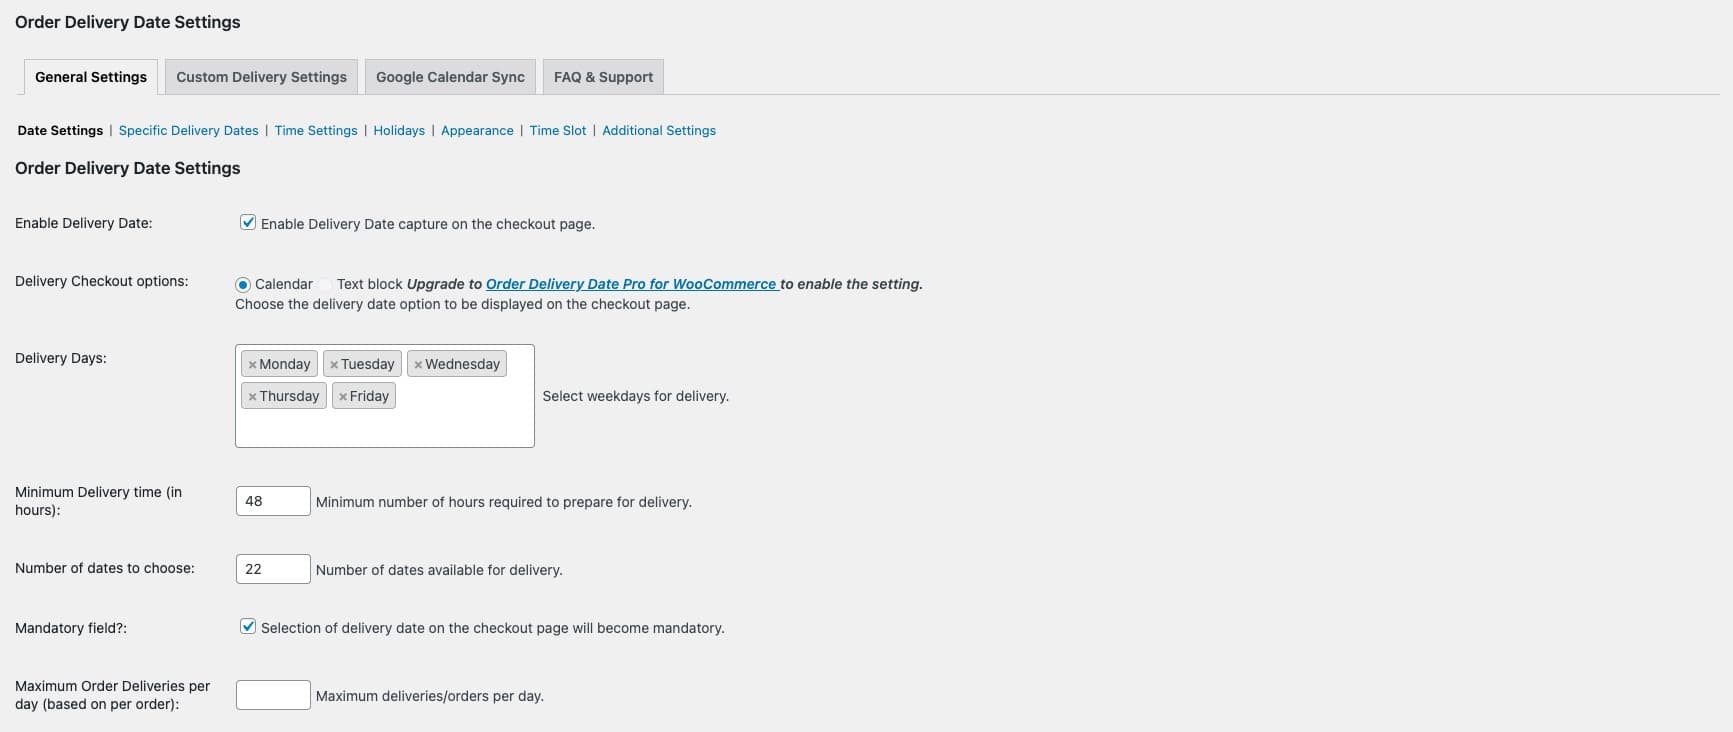 Order Delivery Date Settings
General Settings Custom Delivery Settings Google Calendar Sync FAQ & Support
Date Settings | Specific Delivery Dates | Time Settings | Holidays | Appearance | Time Slot | Additional Settings
Order Delivery Date Settings
Enable Delivery Date: Enable Delivery Date capture on the checkout page.
Delivery Checkout options: Calendar Text block Upgrade to Order Delivery Date Pro for WooCommerce to enable the setting.
Choose the delivery date option to be displayed on the checkout page.
Delivery Days: ×Monday ×Tuesday ×Wednesday
×Thursday ×Friday Select weekdays for delivery.
Minimum Delivery time (in
hours): 48 Minimum number of hours required to prepare for delivery.
Number of dates to choose: 22 Number of dates available for delivery.
Mandatory field?: Selection of delivery date on the checkout page will become mandatory.
Maximum Order Deliveries per
day (based on per order): Maximum deliveries/orders per day.